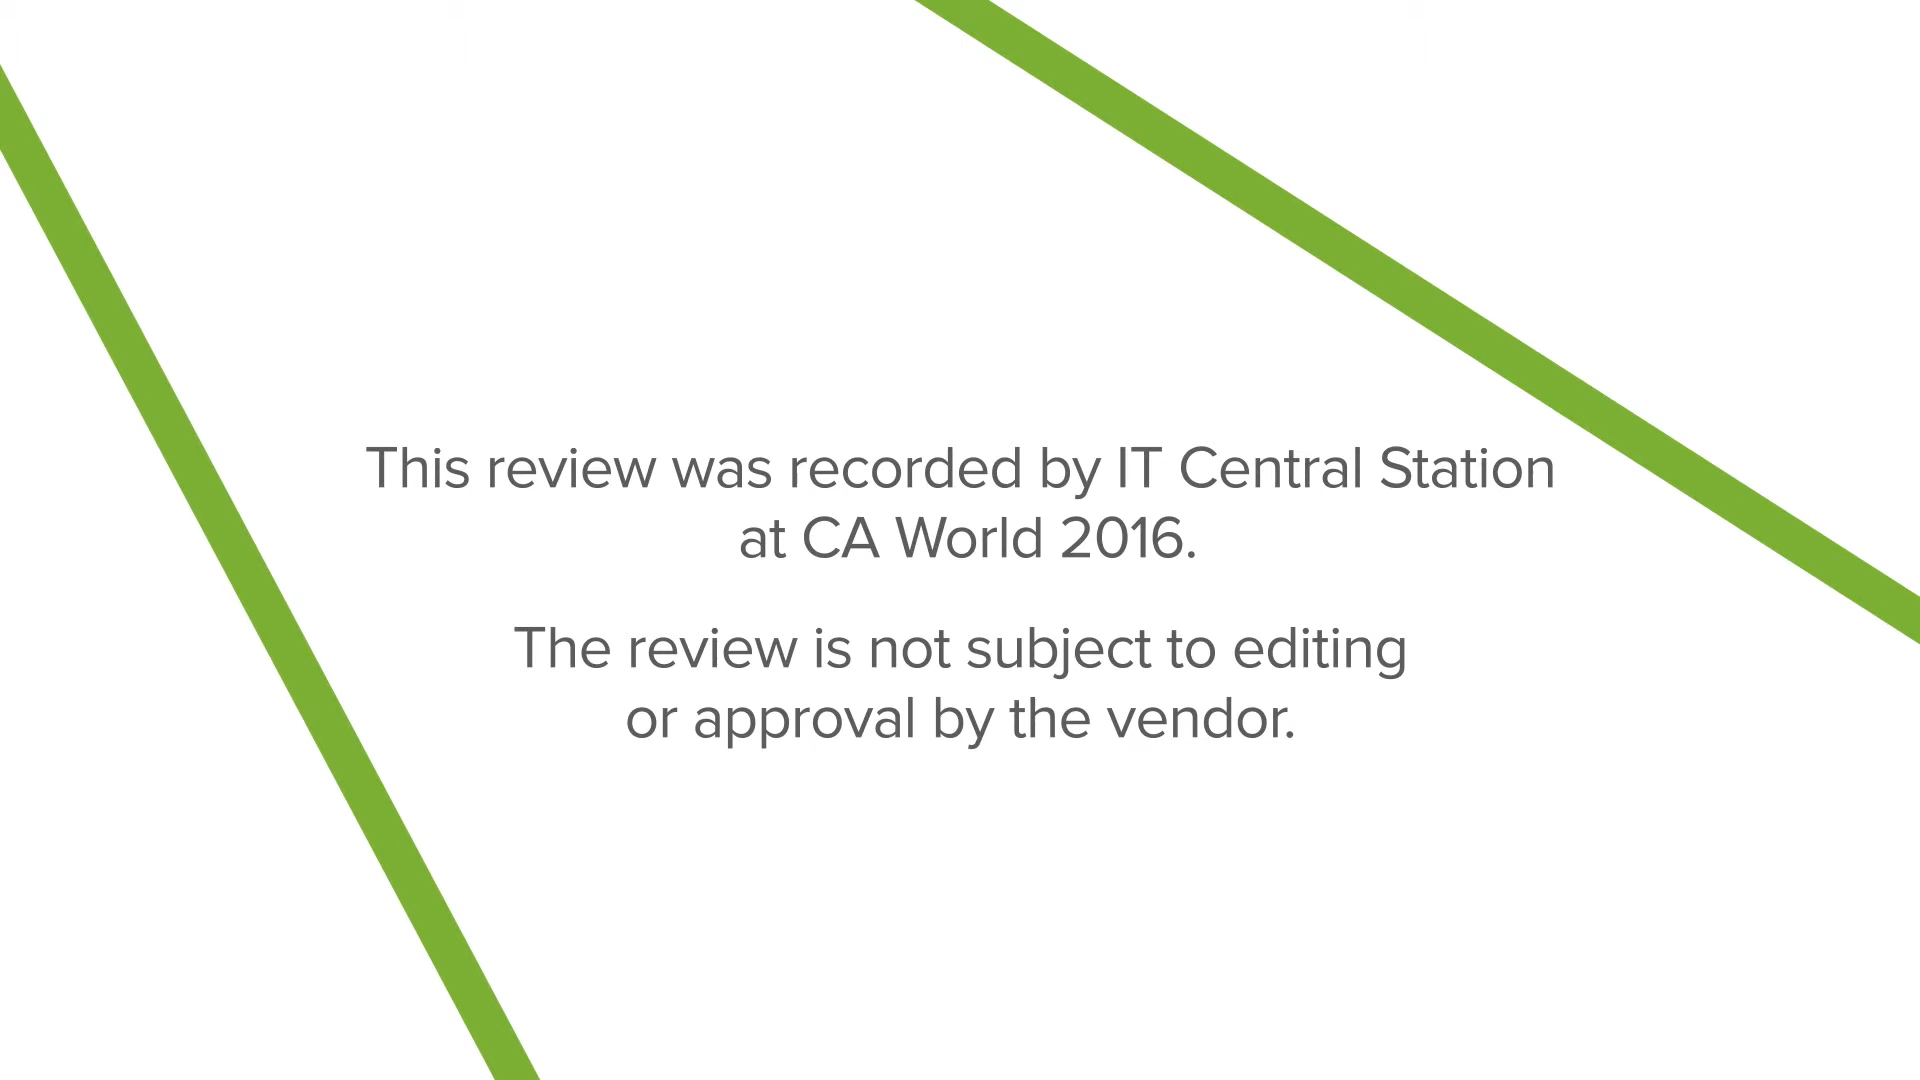 This review was recorded by IT Central Station
at CA World 2016.
The review is not subject to editing
or approval by the vendor.